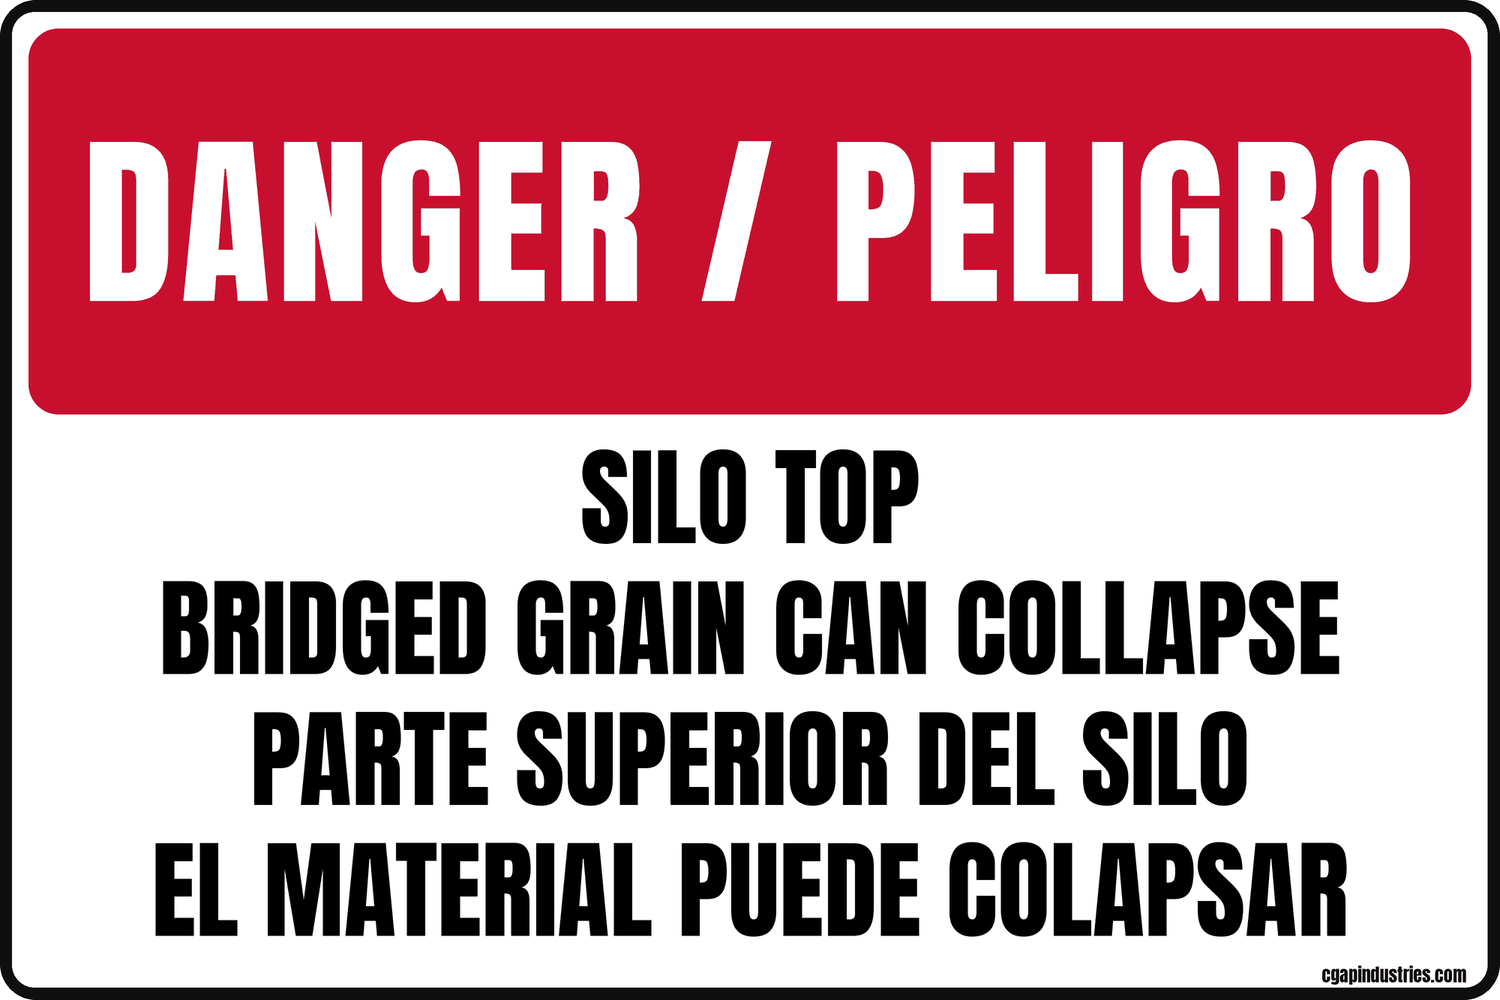 DANGER / PELIGRO
SILO TOP
BRIDGED GRAIN CAN COLLAPSE
PARTE SUPERIOR DEL SILO
EL MATERIAL PUEDE COLAPSAR
cgapindustries.com